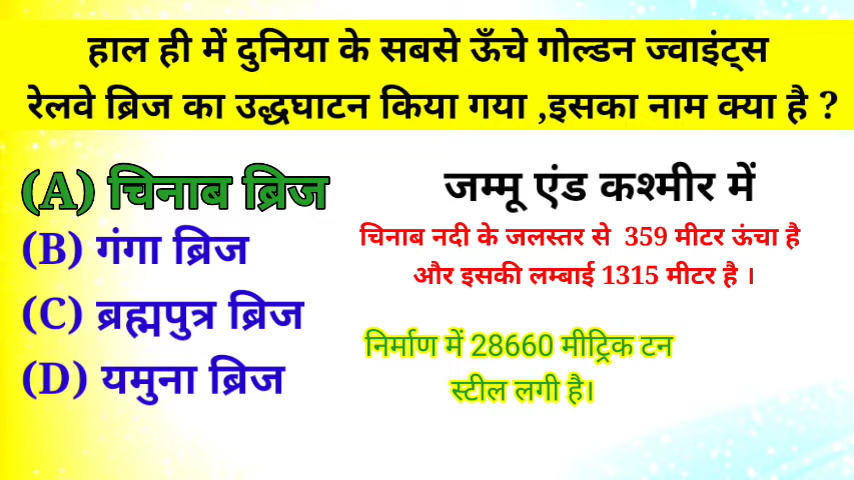 हाल ही में दुनिया के सबसे ऊँचे गोल्डन ज्वाइंट्स
रेलवे ब्रिज का उद्धघाटन किया गया ,इसका नाम क्या है ?
(A) चिनाब ब्रिज
(B) गंगा ब्रिज
(C) ब्रह्मपुत्र ब्रिज
(D) यमुना ब्रिज
जम्मू एंड कश्मीर में
चिनाब नदी के जलस्तर से 359 मीटर ऊंचा है
और इसकी लम्बाई 1315 मीटर है ।
निर्माण में 28660 मीट्रिक टन
स्टील लगी है।